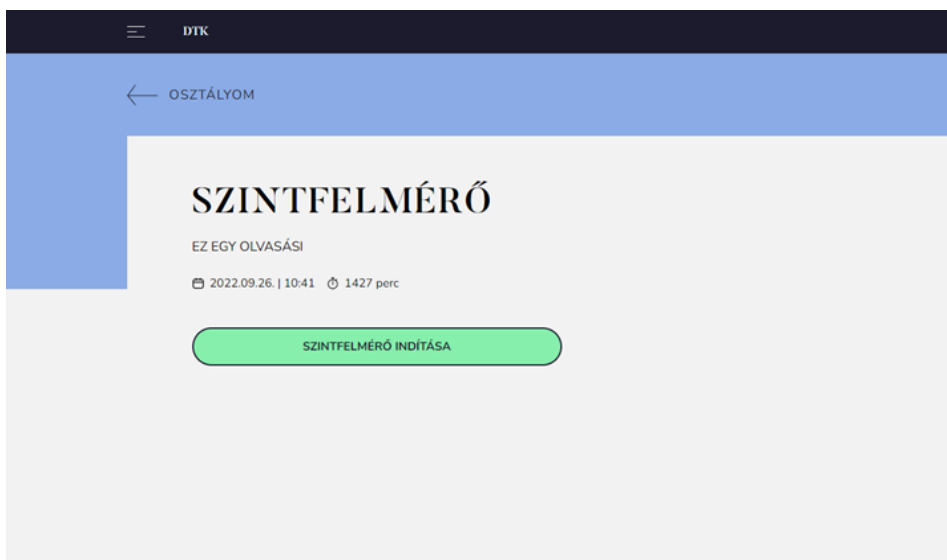 DTK
OSZTÁLYOM
SZINTFELMÉRŐ
EZ EGY OLVASÁSI
2022.09.26. | 10:41 1427 perc
SZINTFELMÉRŐ INDÍTÁSA